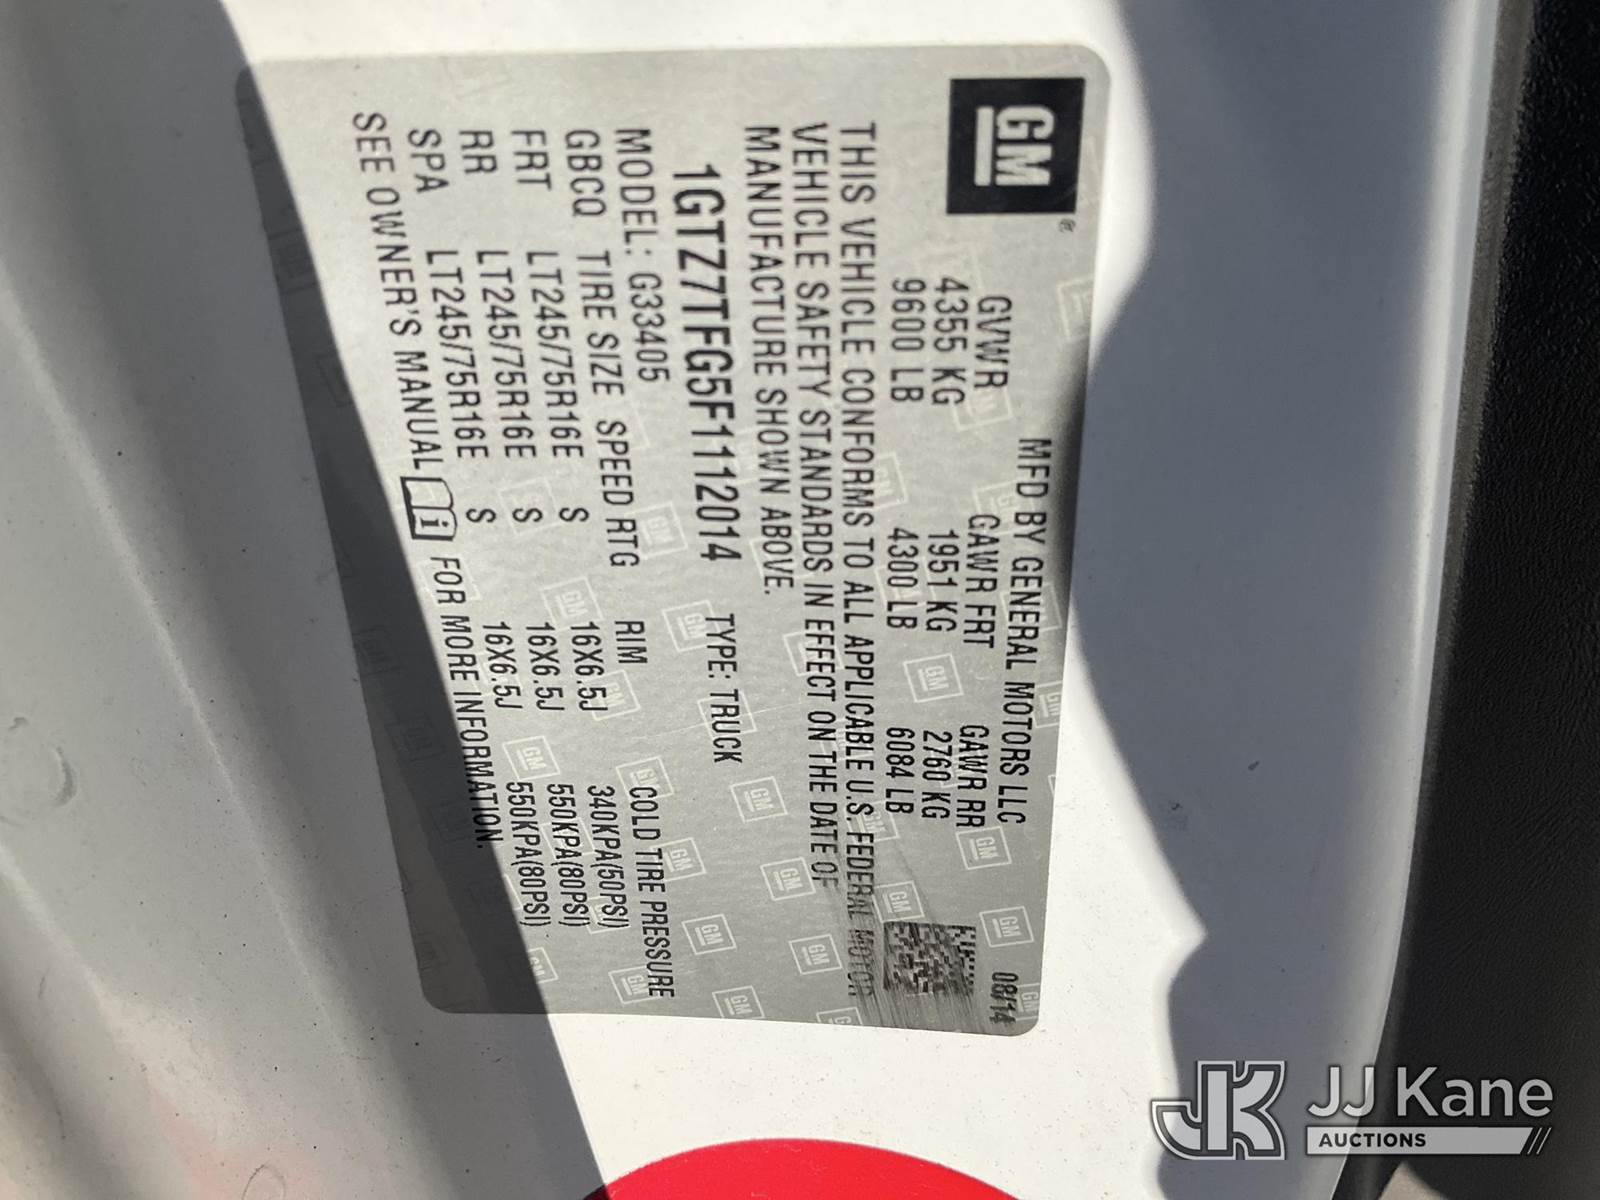 GM®
MFD BY GENERAL MOTORS LLC 08/14
GVWR GAWR FRT GAWR RR
4355 KG 1951 KG 2760 KG
9600 LB 4300 LB 6084 LB
THIS VEHICLE CONFORMS TO ALL APPLICABLE U.S. FEDERAL MOTOR
VEHICLE SAFETY STANDARDS IN EFFECT ON THE DATE OF
MANUFACTURE SHOWN ABOVE.
1GTZ7TFG5F1112014 TYPE: TRUCK
MODEL: G33405
GBCQ TIRE SIZE SPEED RTG RIM COLD TIRE PRESSURE
FRT LT245/75R16E S 16X6.5J 340KPA(50PSI)
RR LT245/75R16E S 16X6.5J 550KPA(80PSI)
SPA LT245/75R16E S 16X6.5J 550KPA(80PSI)
SEE OWNER'S MANUAL i FOR MORE INFORMATION.
JK JJ Kane
AUCTIONS